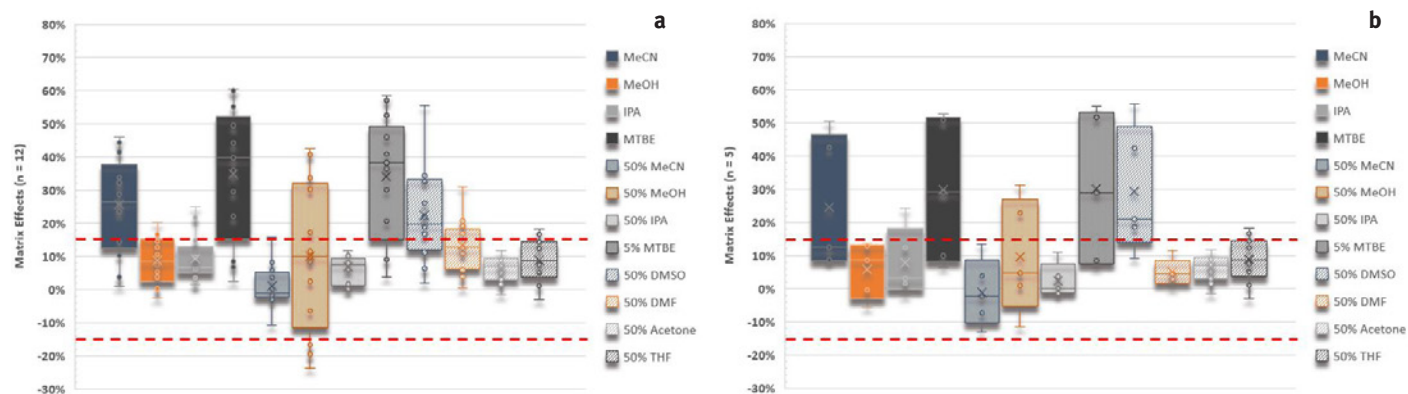 a
80%
70%
60%
50%
40%
30%
20%
10%
0%
-10%
-20%
-30%
Matrix Effects (n = 12)
MeCN
MeOH
IPA
MTBE
50% MeCN
50% MeOH
50% IPA
5% MTBE
50% DMSO
50% DMF
50% Acetone
50% THF
b
80%
70%
60%
50%
40%
30%
20%
10%
0%
-10%
-20%
-30%
Matrix Effects (n = 5)
MeCN
MeOH
IPA
MTBE
50% MeCN
50% MeOH
50% IPA
5% MTBE
50% DMSO
50% DMF
50% Acetone
50% THF